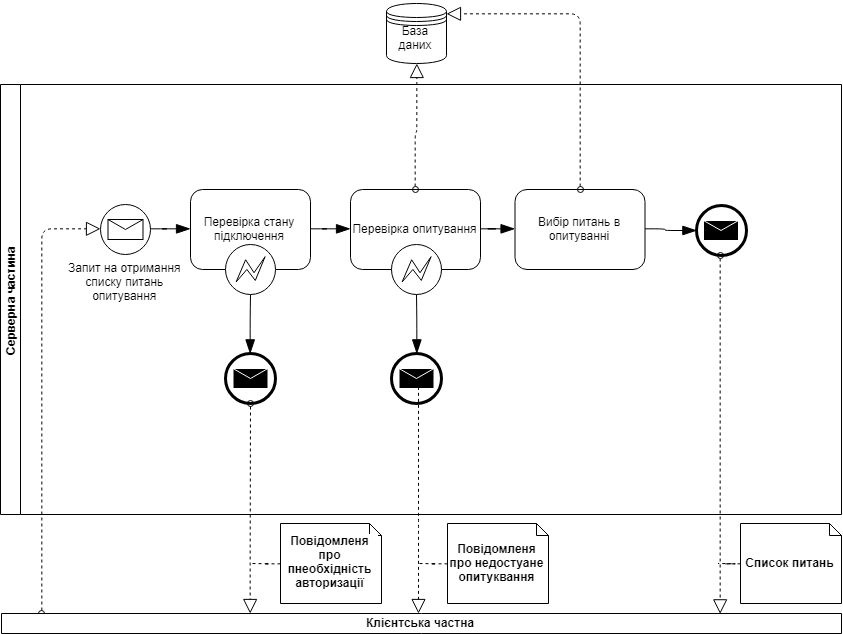 База
даних
Серверна частина
Запит на отримання
списку питань
опитування
Перевірка стану
підключення
Перевірка опитування
Вибір питань в
опитуванні
Повідомленя
про
пнеобхідність
авторизації
Повідомленя
про недостуане
опитуквання
Список питань
Клієнтська частна